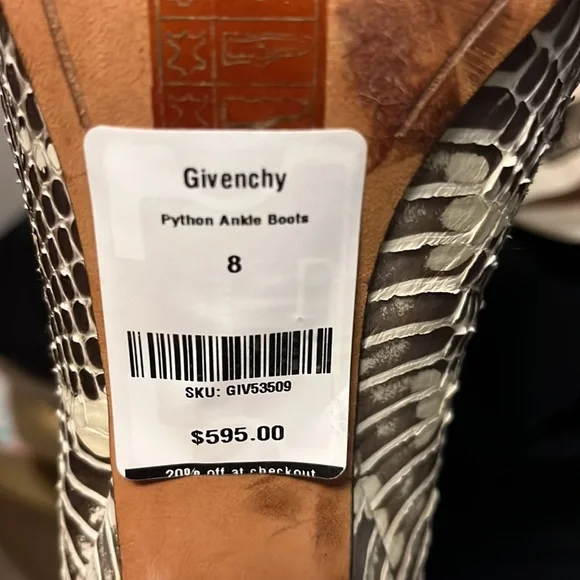 Givenchy
Python Ankle Boots
8
SKU: GIV53509
$595.00
20% off at checkout